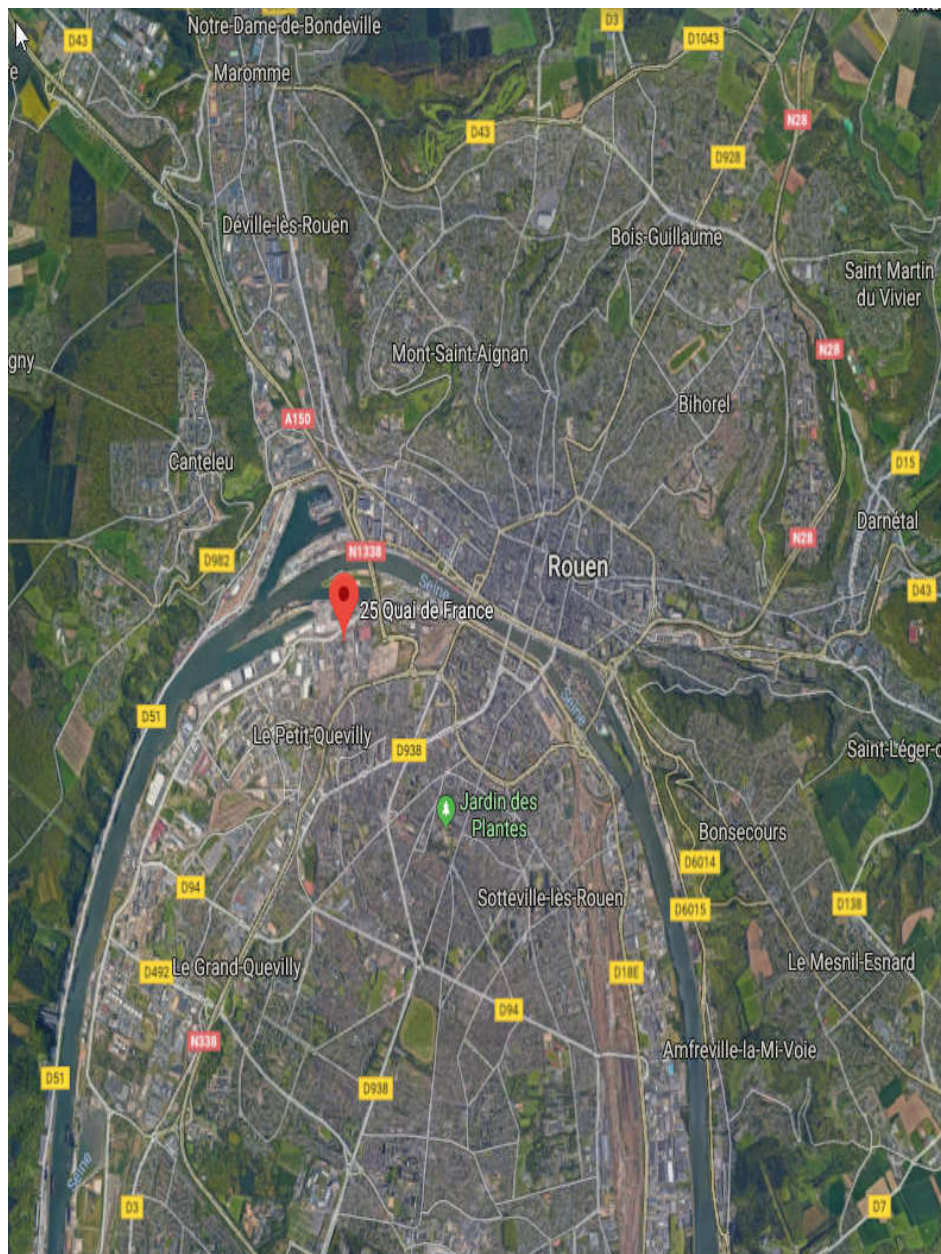 D3
Notre-Dame-de-Bondeville
D43
D1043
Maromme
N28
D43
D928
Déville-lès-Rouen
Bois-Guillaume
Saint Martin
du Vivier
N28
gny
Mont-Saint-Aignan
Bihorel
A150
Canteleu
D15
Darnétal
N28
N1338
D982
Rouen
Seine
D43
25 Quai de France
Seine
D51
Le Petit-Quevilly
D938
Saint-Léger-d
Jardin des
Plantes
Bonsecours
D6014
D94
Sotteville-lès-Rouen
D138
D6015
Le Grand-Quevilly
D492
D18E
Le Mesnil-Esnard
D94
N338
Amfreville-la-Mi-Voie
D51
D938
Seine
D3
D7